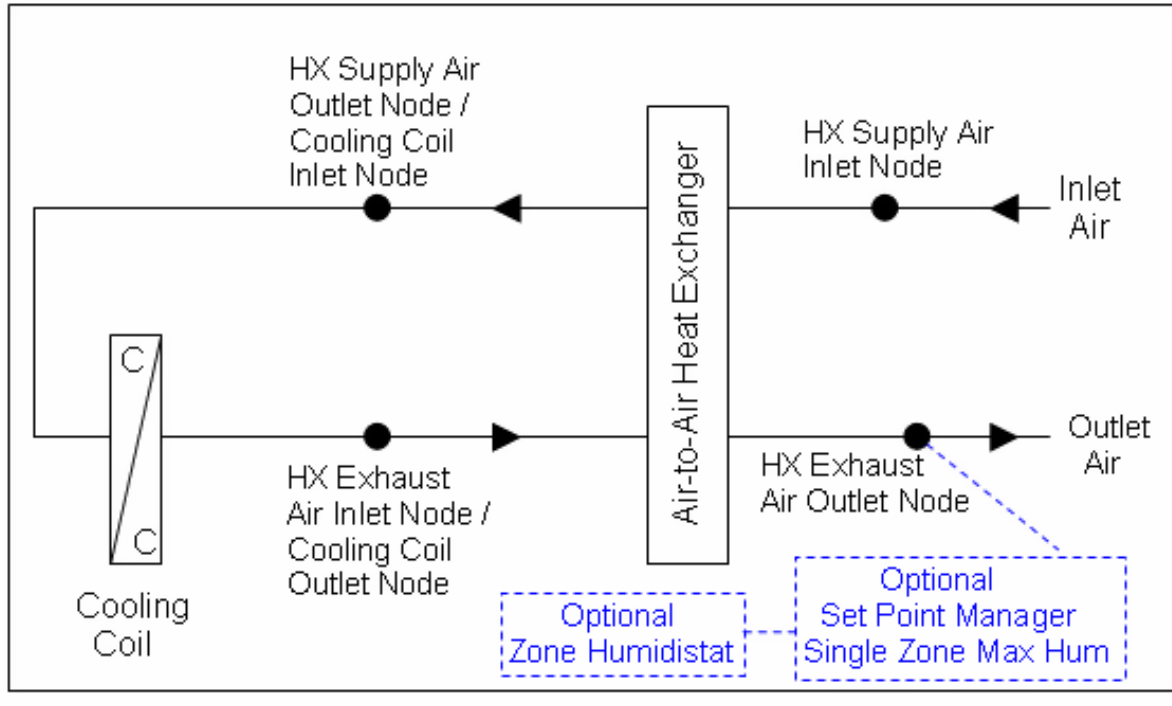 HX Supply Air
Outlet Node /
Cooling Coil
Inlet Node
HX Supply Air
Inlet Node
Inlet
Air
Air-to-Air Heat Exchanger
C
C
Cooling
Coil
HX Exhaust
Air Inlet Node /
Cooling Coil
Outlet Node
HX Exhaust
Air Outlet Node
Outlet
Air
Optional
Zone Humidistat
Optional
Set Point Manager
Single Zone Max Hum